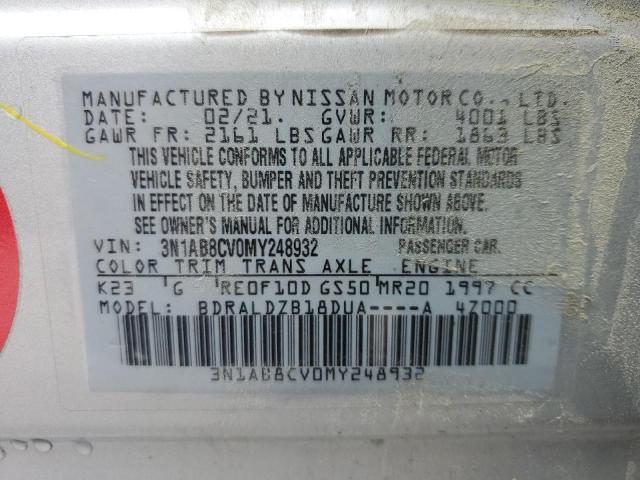 MANUFACTURED BY NISSAN MOTOR CO., LTD.
DATE: 02/21. GVWR: 4001 LBS
GAWR FR: 2161 LBS GAWR RR: 1863 LBS
THIS VEHICLE CONFORMS TO ALL APPLICABLE FEDERAL MOTOR
VEHICLE SAFETY, BUMPER AND THEFT PREVENTION STANDARDS
IN EFFECT ON THE DATE OF MANUFACTURE SHOWN ABOVE.
SEE OWNER'S MANUAL FOR ADDITIONAL INFORMATION.
VIN: 3N1AB8CV0MY248932 PASSENGER CAR.
COLOR TRIM TRANS AXLE ENGINE
K23 G RE0F10D GS50 MR20 1997 CC
MODEL: BDRALDZB18DUA----A 47000
3N1AB8CV0MY248932